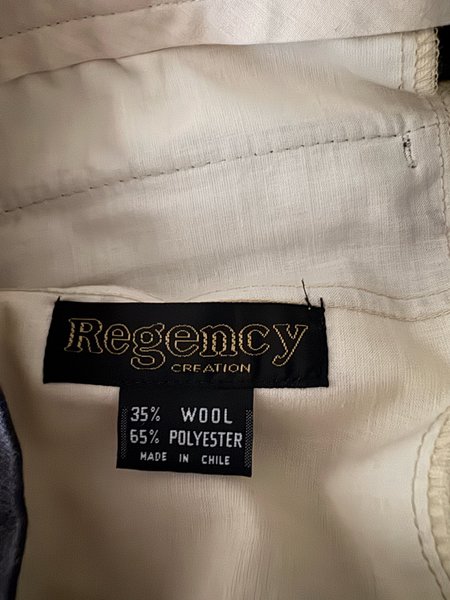 Regency
CREATION
35% WOOL
65% POLYESTER
MADE IN CHILE